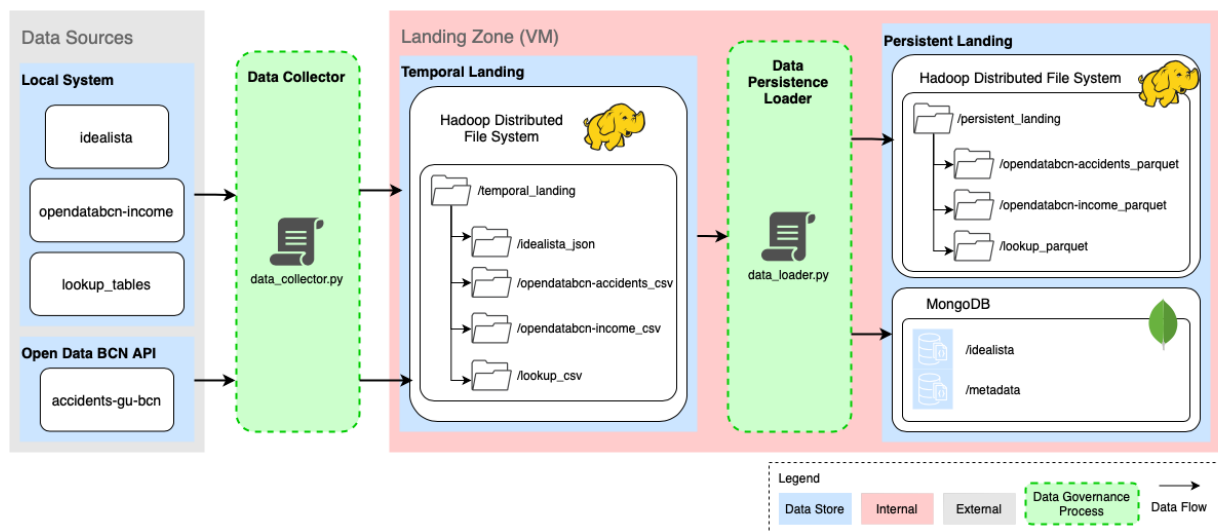 Data Sources
Local System
idealista
opendatabcn-income
lookup_tables
Open Data BCN API
accidents-gu-bcn
Data Collector
data_collector.py
Landing Zone (VM)
Temporal Landing
Hadoop Distributed
File System
/temporal_landing
/idealista_json
/opendatabcn-accidents_csv
/opendatabcn-income_csv
/lookup_csv
Data
Persistence
Loader
data_loader.py
Persistent Landing
Hadoop Distributed File System
/persistent_landing
/opendatabcn-accidents_parquet
/opendatabcn-income_parquet
/lookup_parquet
MongoDB
/idealista
/metadata
Legend
Data Store
Internal
External
Data Governance
Process
Data Flow